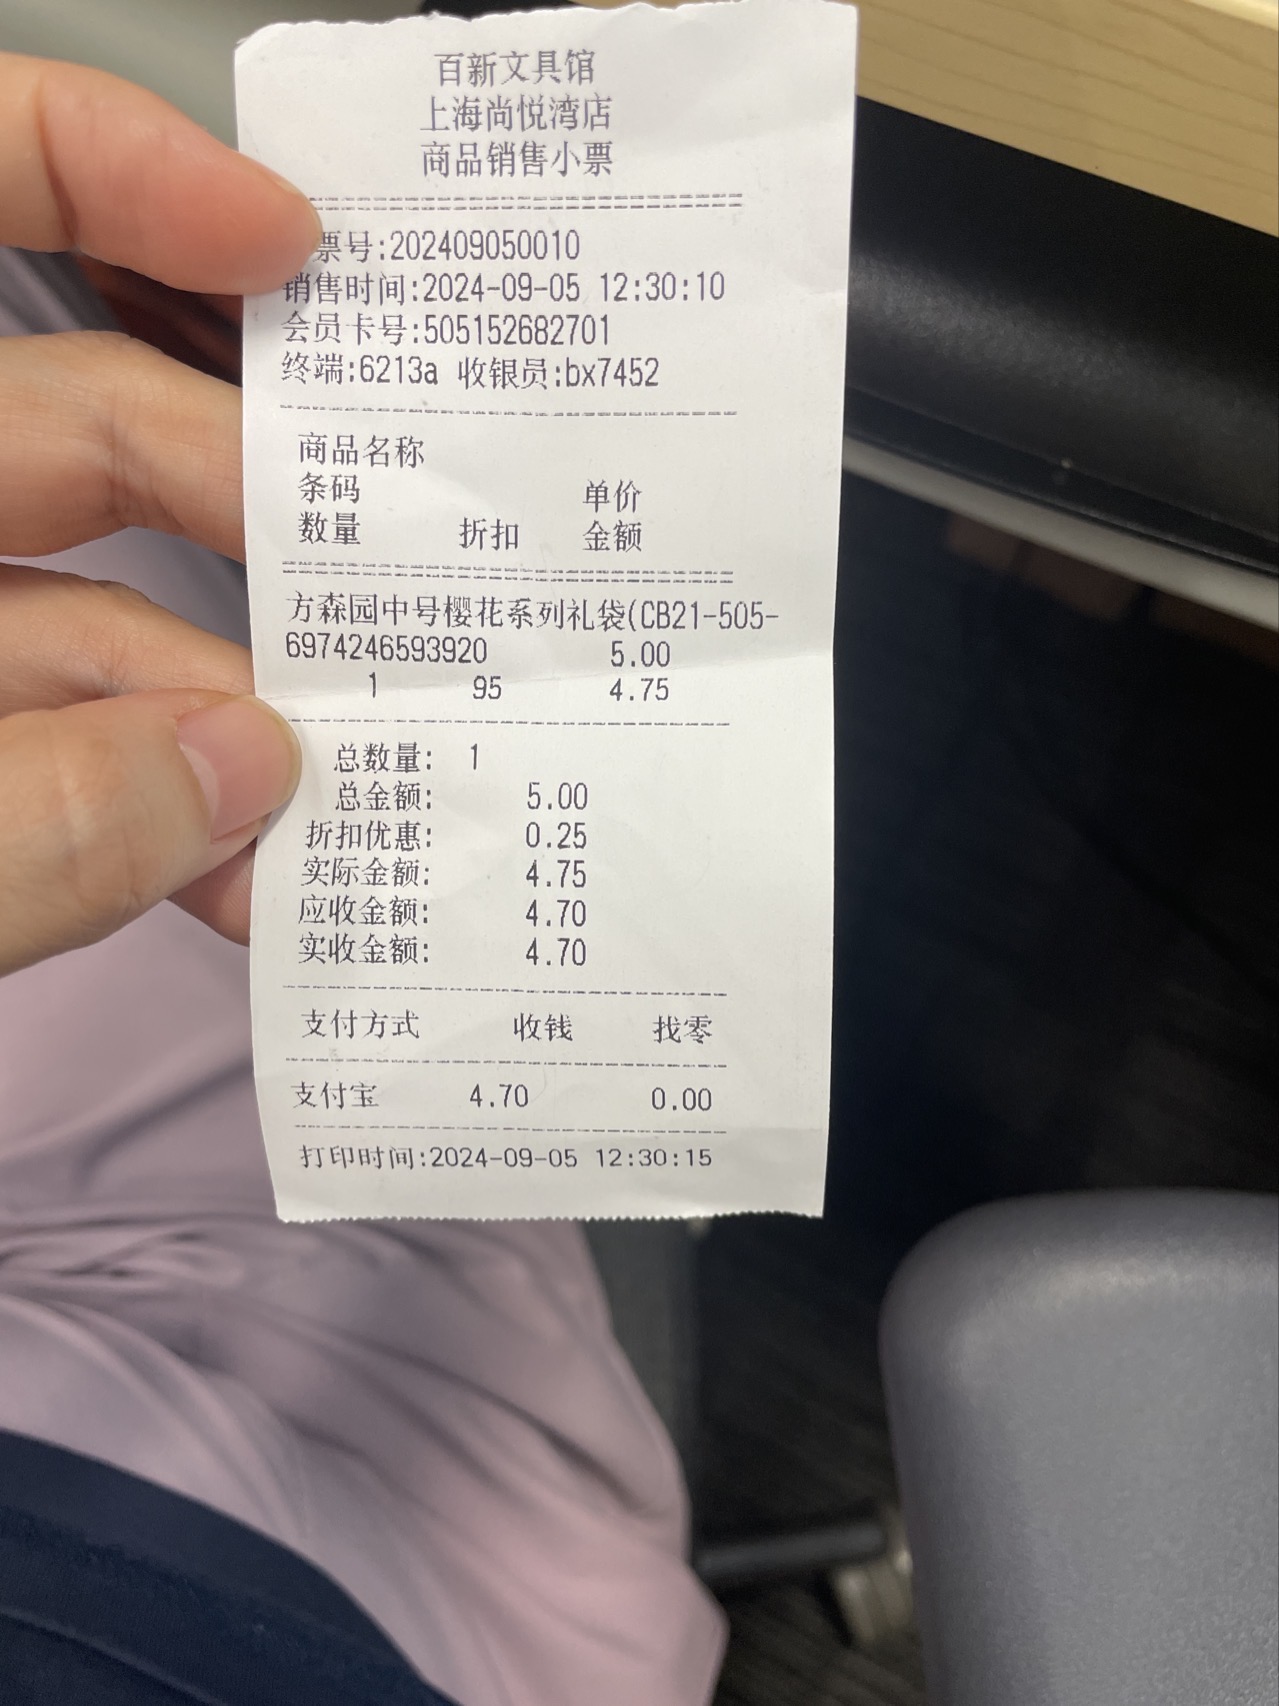 百新文具馆
上海尚悦湾店
商品销售小票
票号:202409050010
销售时间:2024-09-05 12:30:10
会员卡号:505152682701
终端:6213a 收银员:bx7452
商品名称
条码 单价
数量 折扣 金额
方森园中号樱花系列礼袋(CB21-505-
6974246593920 5.00
1 95 4.75
总数量: 1
总金额: 5.00
折扣优惠: 0.25
实际金额: 4.75
应收金额: 4.70
实收金额: 4.70
支付方式 收钱 找零
支付宝 4.70 0.00
打印时间:2024-09-05 12:30:15